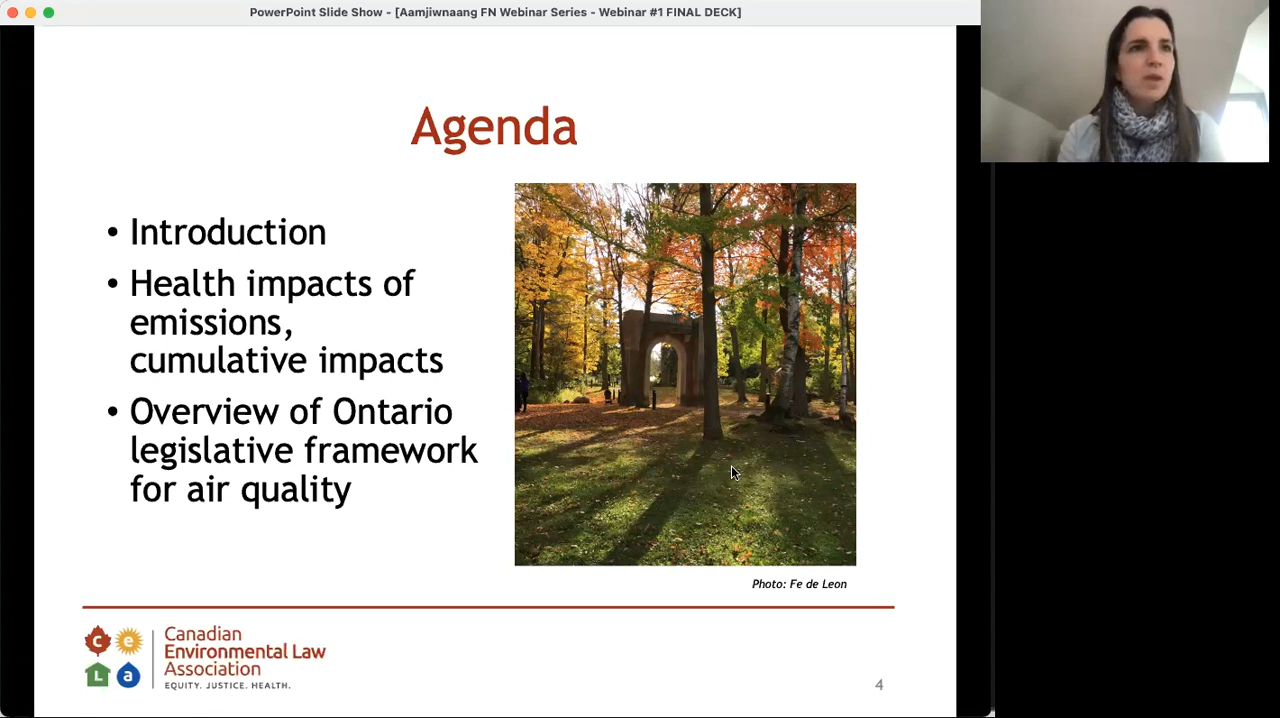 PowerPoint Slide Show - [Aamjiwnaang FN Webinar Series - Webinar #1 FINAL DECK]
Agenda
• Introduction
• Health impacts of
emissions,
cumulative impacts
• Overview of Ontario
legislative framework
for air quality
Photo: Fe de Leon
c e
L a
Canadian
Environmental Law
Association
EQUITY. JUSTICE. HEALTH.
4